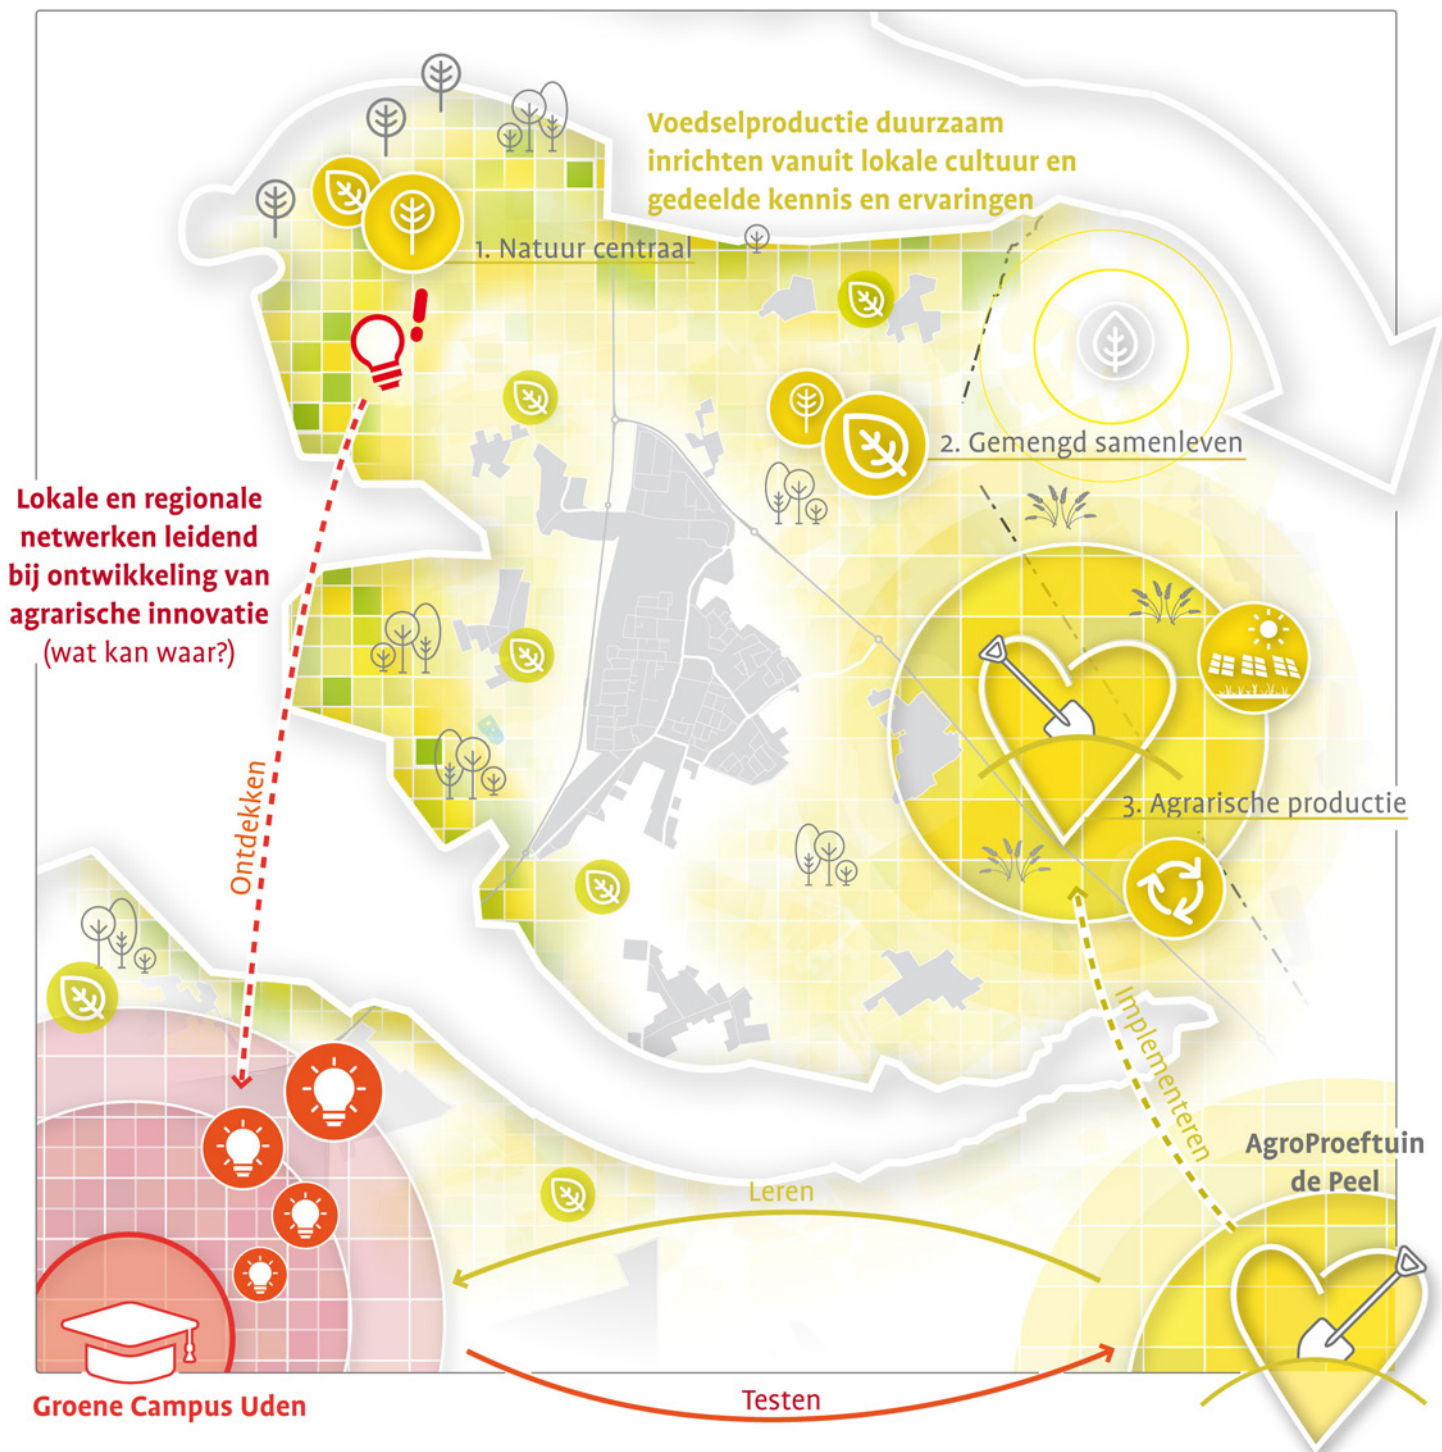 Voedselproductie duurzaam
inrichten vanuit lokale cultuur en
gedeelde kennis en ervaringen
1. Natuur centraal
2. Gemengd samenleven
Lokale en regionale
netwerken leidend
bij ontwikkeling van
agrarische innovatie
(wat kan waar?)
Ontdekken
3. Agrarische productie
Implementeren
AgroProeftuin
de Peel
Leren
Testen
Groene Campus Uden